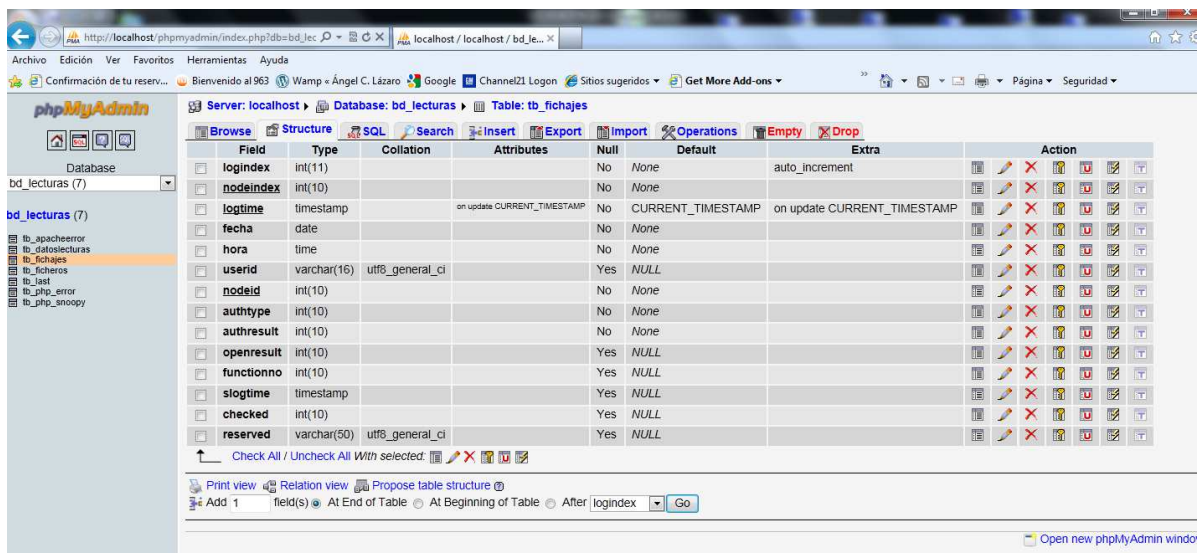 http://localhost/phpmyadmin/index.php?db=bd_lec
localhost / localhost / bd_le...
Archivo Edición Ver Favoritos Herramientas Ayuda
Confirmación de tu reserv... Bienvenido al 963 Wamp « Ángel C. Lázaro Google Channel21 Logon Sitios sugeridos Get More Add-ons » Página Seguridad
phpMyAdmin
Server: localhost Database: bd_lecturas Table: tb_fichajes
Browse Structure SQL Search Insert Export Import Operations Empty Drop
Database
bd_lecturas (7)
bd_lecturas (7)
tb_apacheerror
tb_datoslecturas
tb_fichajes
tb_ficheros
tb_last
tb_php_error
tb_php_snoopy
Field Type Collation Attributes Null Default Extra Action
logindex int(11) No None auto_increment
nodeindex int(10) No None
logtime timestamp on update CURRENT_TIMESTAMP No CURRENT_TIMESTAMP on update CURRENT_TIMESTAMP
fecha date No None
hora time No None
userid varchar(16) utf8_general_ci Yes NULL
nodeid int(10) No None
authtype int(10) No None
authresult int(10) No None
openresult int(10) Yes NULL
functionno int(10) Yes NULL
slogtime timestamp Yes NULL
checked int(10) Yes NULL
reserved varchar(50) utf8_general_ci Yes NULL
Check All / Uncheck All With selected:
Print view Relation view Propose table structure
Add 1 field(s) At End of Table At Beginning of Table After logindex Go
Open new phpMyAdmin window